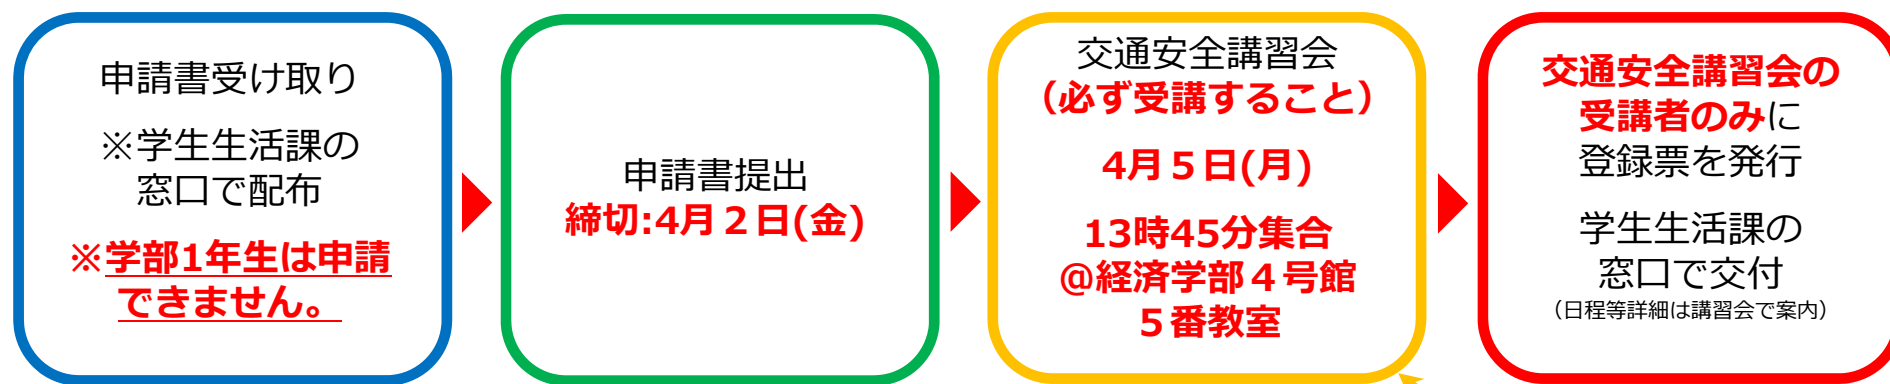 申請書受け取り
※学生生活課の
窓口で配布
※学部1年生は申請
できません。
申請書提出
締切:4月２日(金)
交通安全講習会
（必ず受講すること）
4月５日(月)
13時45分集合
@経済学部４号館
５番教室
交通安全講習会の
受講者のみに
登録票を発行
学生生活課の
窓口で交付
（日程等詳細は講習会で案内）